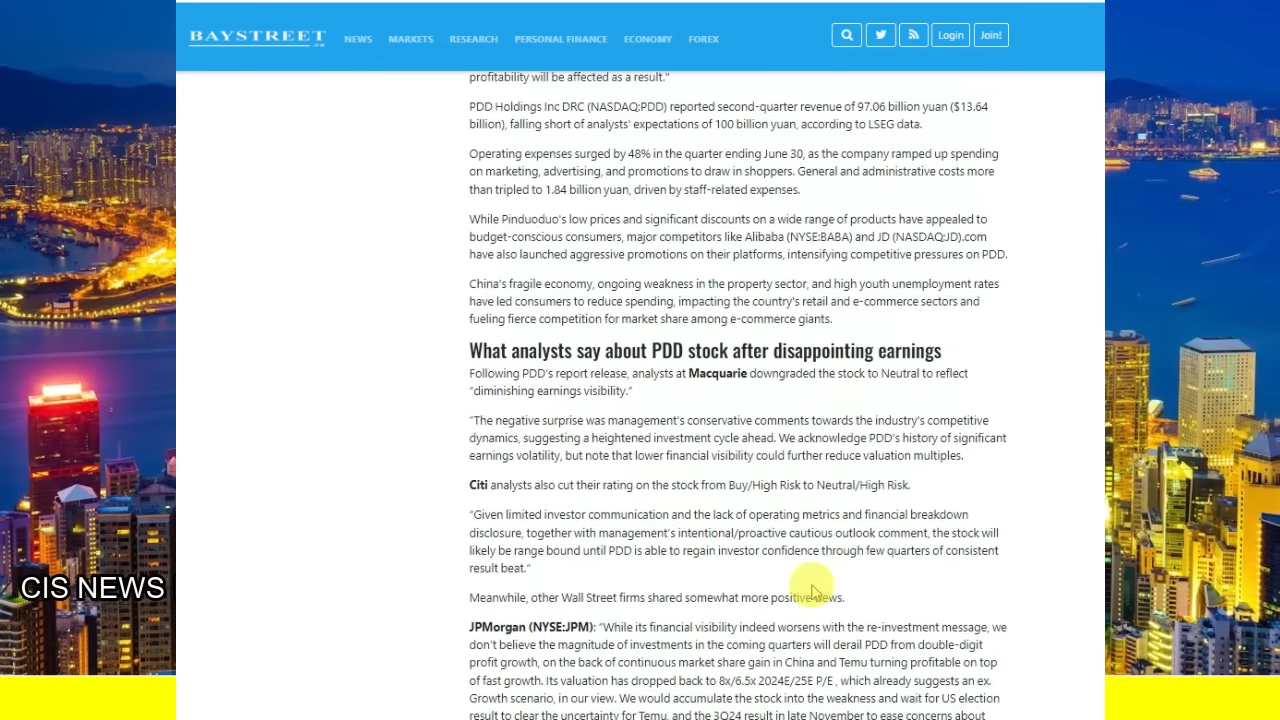 BAYSTREET
NEWS MARKETS RESEARCH PERSONAL FINANCE ECONOMY FOREX
Login Join!
profitability will be affected as a result."
PDD Holdings Inc DRC (NASDAQ:PDD) reported second-quarter revenue of 97.06 billion yuan ($13.64
billion), falling short of analysts' expectations of 100 billion yuan, according to LSEG data.
Operating expenses surged by 48% in the quarter ending June 30, as the company ramped up spending
on marketing, advertising, and promotions to draw in shoppers. General and administrative costs more
than tripled to 1.84 billion yuan, driven by staff-related expenses.
While Pinduoduo's low prices and significant discounts on a wide range of products have appealed to
budget-conscious consumers, major competitors like Alibaba (NYSE:BABA) and JD (NASDAQ:JD).com
have also launched aggressive promotions on their platforms, intensifying competitive pressures on PDD.
China's fragile economy, ongoing weakness in the property sector, and high youth unemployment rates
have led consumers to reduce spending, impacting the country's retail and e-commerce sectors and
fueling fierce competition for market share among e-commerce giants.
What analysts say about PDD stock after disappointing earnings
Following PDD's report release, analysts at Macquarie downgraded the stock to Neutral to reflect
“diminishing earnings visibility.”
“The negative surprise was management's conservative comments towards the industry's competitive
dynamics, suggesting a heightened investment cycle ahead. We acknowledge PDD's history of significant
earnings volatility, but note that lower financial visibility could further reduce valuation multiples.
Citi analysts also cut their rating on the stock from Buy/High Risk to Neutral/High Risk.
“Given limited investor communication and the lack of operating metrics and financial breakdown
disclosure, together with management's intentional/proactive cautious outlook comment, the stock will
likely be range bound until PDD is able to regain investor confidence through few quarters of consistent
result beat.”
CIS NEWS
Meanwhile, other Wall Street firms shared somewhat more positive views.
JPMorgan (NYSE:JPM): “While its financial visibility indeed worsens with the re-investment message, we
don't believe the magnitude of investments in the coming quarters will derail PDD from double-digit
profit growth, on the back of continuous market share gain in China and Temu turning profitable on top
of fast growth. Its valuation has dropped back to 8x/6.5x 2024E/25E P/E , which already suggests an ex.
Growth scenario, in our view. We would accumulate the stock into the weakness and wait for US election
result to clear the uncertainty for Temu, and the 3Q24 result in late November to ease concerns about